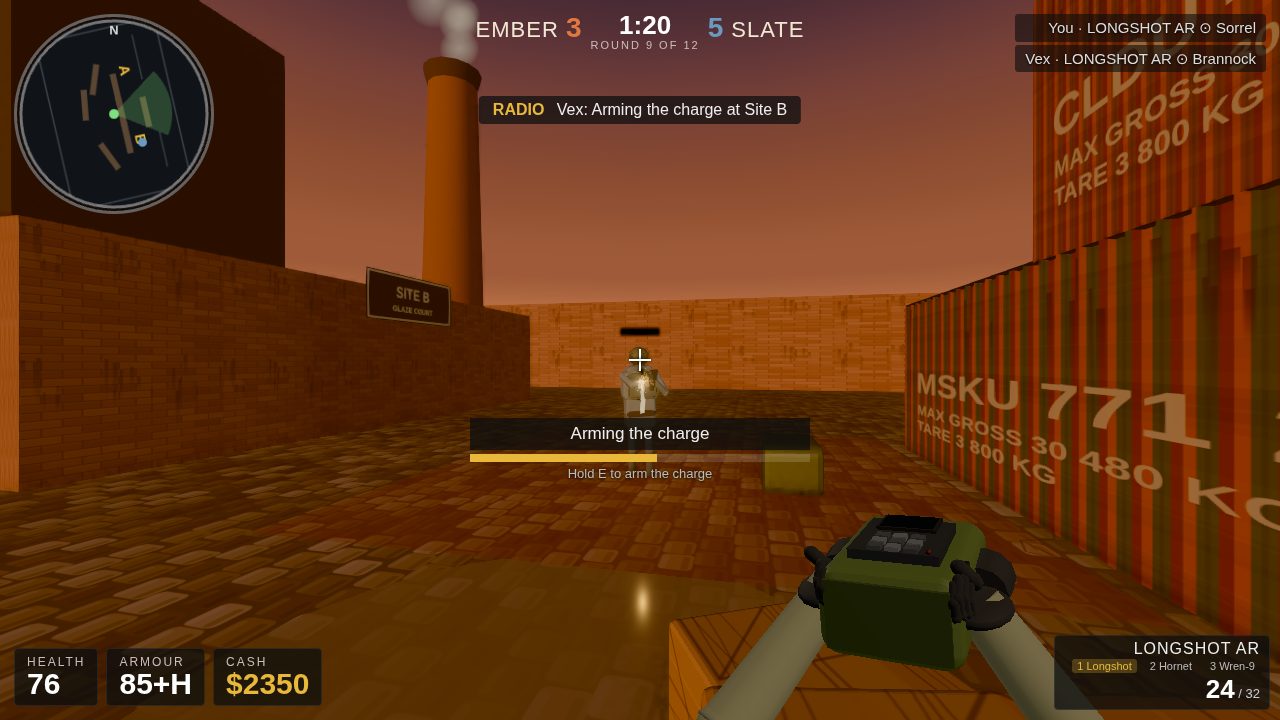 N
A
B
EMBER 3 1:20 5 SLATE
ROUND 9 OF 12
You · LONGSHOT AR ⊙ Sorrel
Vex · LONGSHOT AR ⊙ Brannock
RADIO Vex: Arming the charge at Site B
MAX GROSS
KG
TARE 3 800 KG
SITE B
GLAZE COURT
MSKU 771
MAX GROSS 30 480 KG
TARE 3 800 KG
Arming the charge
Hold E to arm the charge
HEALTH
76
ARMOUR
85+H
CASH
$2350
LONGSHOT AR
1 Longshot 2 Hornet 3 Wren-9
24 / 32